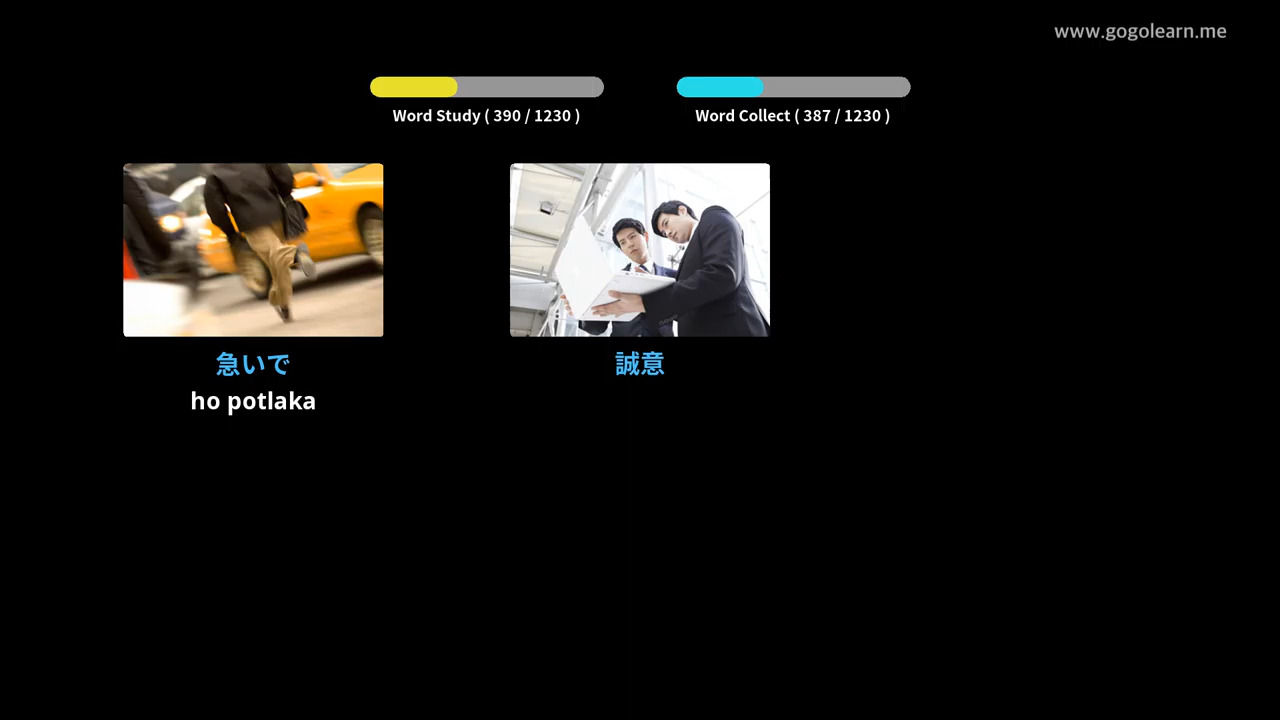 www.gogolearn.me
Word Study ( 390 / 1230 )
Word Collect ( 387 / 1230 )
急いで
ho potlaka
誠意